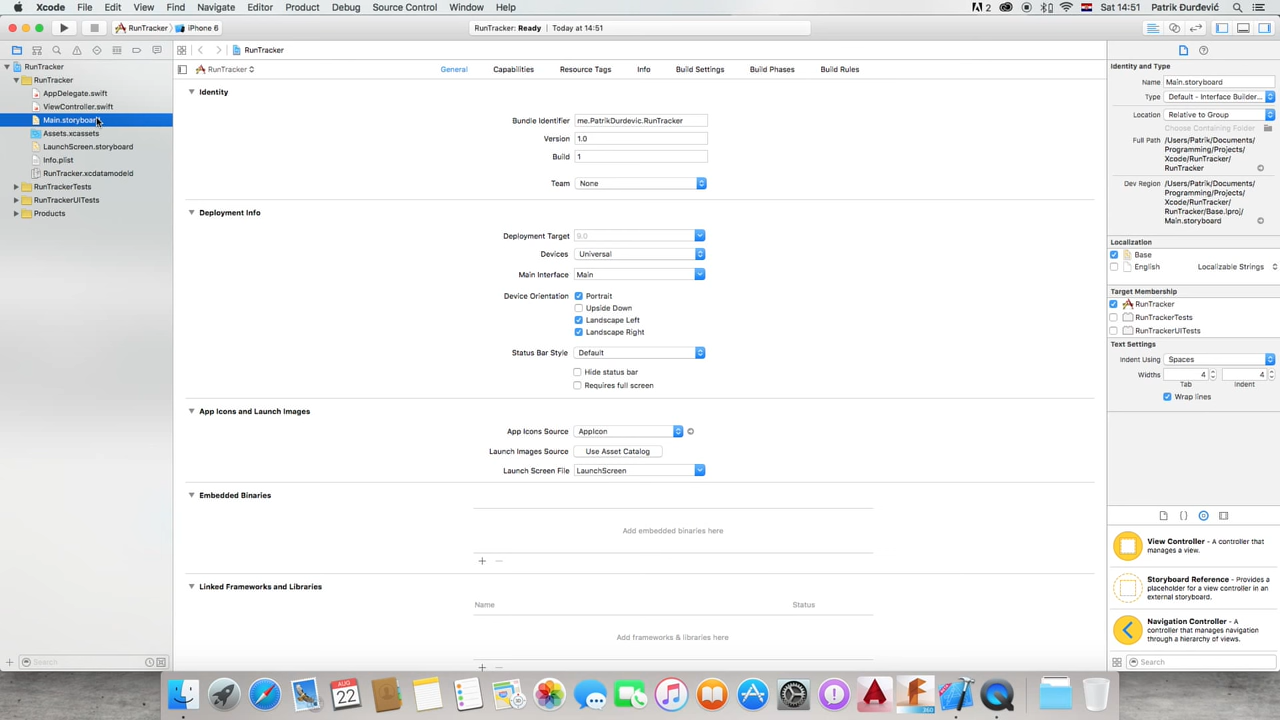 Xcode File Edit View Find Navigate Editor Product Debug Source Control Window Help
2 Sat 14:51 Patrik Đurđević
RunTracker iPhone 6
RunTracker: Ready Today at 14:51
RunTracker
RunTracker
AppDelegate.swift
ViewController.swift
Main.storyboard
Assets.xcassets
LaunchScreen.storyboard
Info.plist
RunTracker.xcdatamodeld
RunTrackerTests
RunTrackerUITests
Products
Search
RunTracker
RunTracker
General Capabilities Resource Tags Info Build Settings Build Phases Build Rules
Identity
Bundle Identifier me.PatrikDurdevic.RunTracker
Version 1.0
Build 1
Team None
Deployment Info
Deployment Target 9.0
Devices Universal
Main Interface Main
Device Orientation Portrait
Upside Down
Landscape Left
Landscape Right
Status Bar Style Default
Hide status bar
Requires full screen
App Icons and Launch Images
App Icons Source AppIcon
Launch Images Source Use Asset Catalog
Launch Screen File LaunchScreen
Embedded Binaries
Add embedded binaries here
Linked Frameworks and Libraries
Name Status
Add frameworks & libraries here
Identity and Type
Name Main.storyboard
Type Default - Interface Builder...
Location Relative to Group
Choose Containing Folder
Full Path /Users/Patrik/Documents/
Programming/Projects/
Xcode/RunTracker/
RunTracker
Dev Region /Users/Patrik/Documents/
Programming/Projects/
Xcode/RunTracker/
RunTracker/Base.lproj/
Main.storyboard
Localization
Base
English Localizable Strings
Target Membership
RunTracker
RunTrackerTests
RunTrackerUITests
Text Settings
Indent Using Spaces
Widths 4 4
Tab Indent
Wrap lines
View Controller - A controller that
manages a view.
Storyboard Reference - Provides a
placeholder for a view controller in
an external storyboard.
Navigation Controller - A
controller that manages navigation
through a hierarchy of views.
Search
AUG
22
360